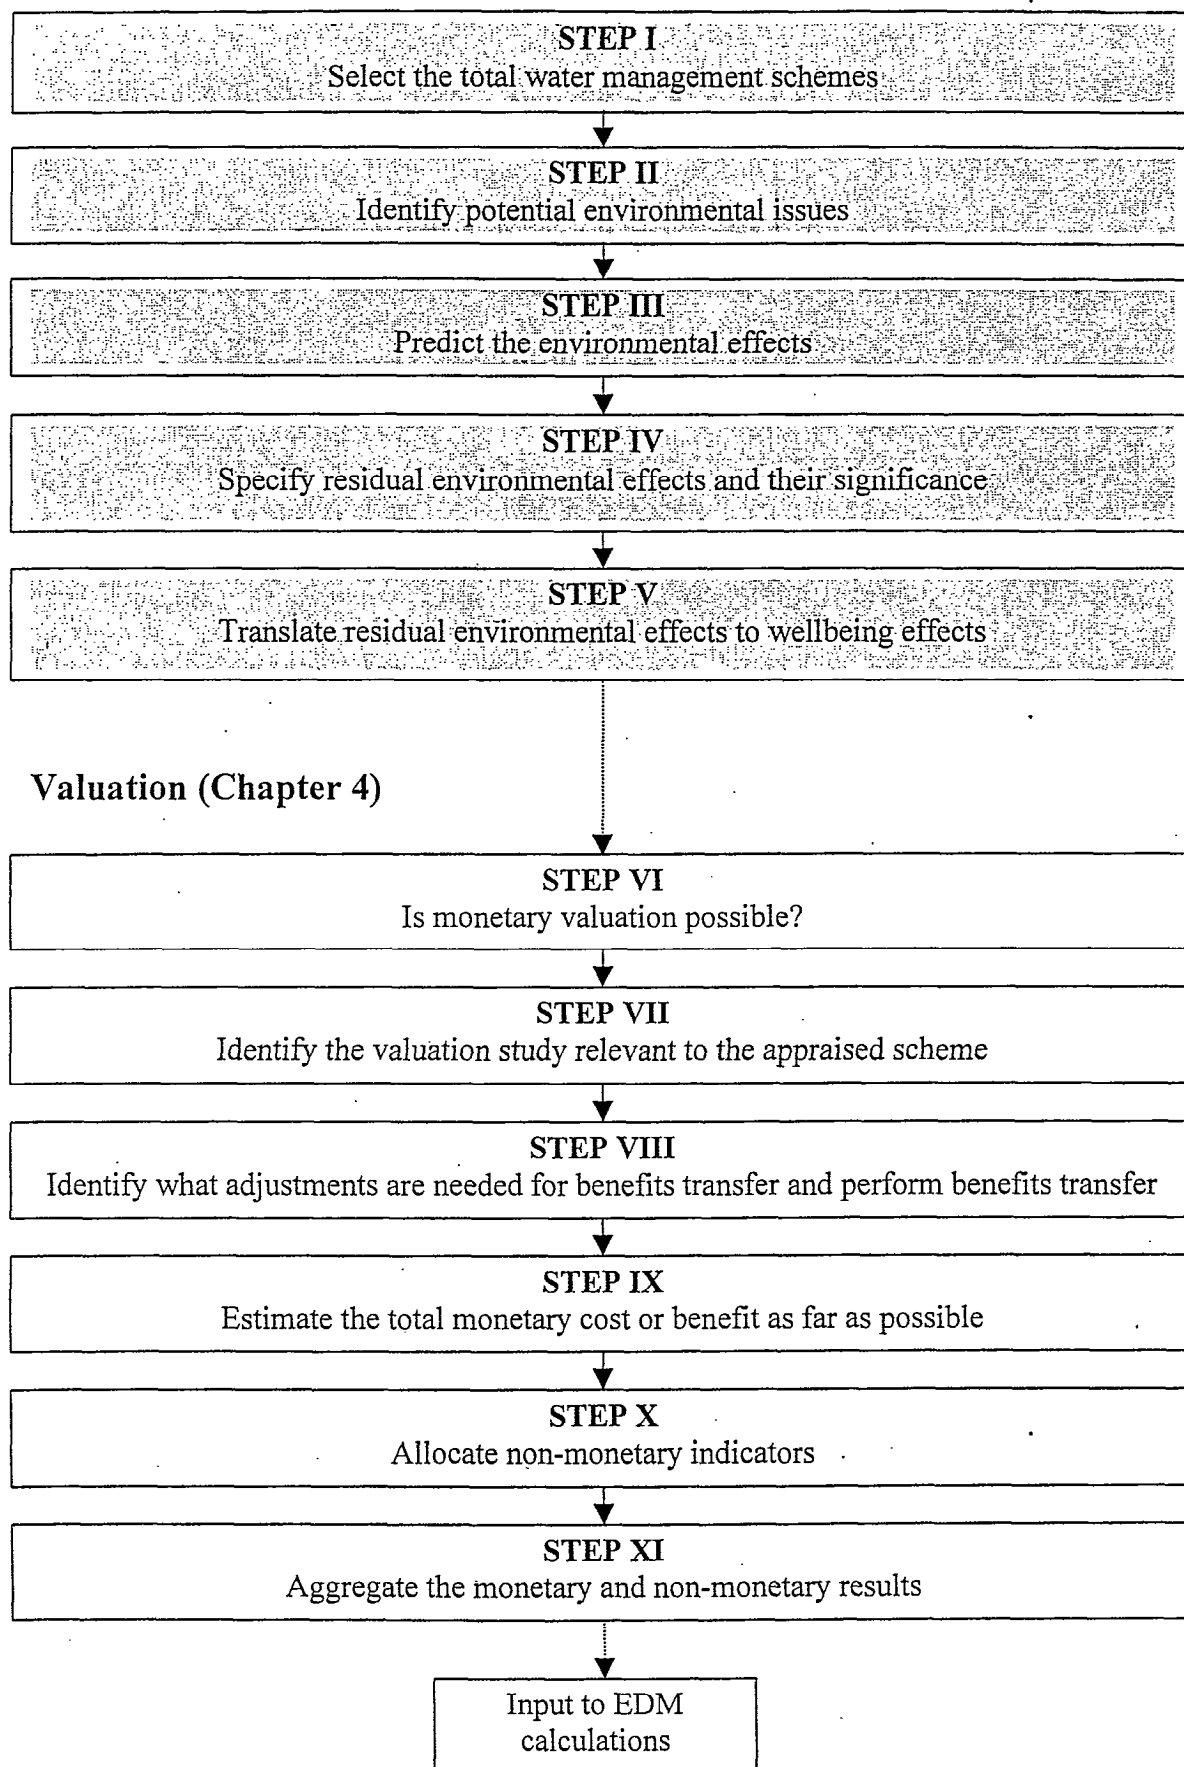 STEP I
Select the total water management schemes
STEP II
Identify potential environmental issues
STEP III
Predict the environmental effects
STEP IV
Specify residual environmental effects and their significance
STEP V
Translate residual environmental effects to wellbeing effects
Valuation (Chapter 4)
STEP VI
Is monetary valuation possible?
STEP VII
Identify the valuation study relevant to the appraised scheme
STEP VIII
Identify what adjustments are needed for benefits transfer and perform benefits transfer
STEP IX
Estimate the total monetary cost or benefit as far as possible
STEP X
Allocate non-monetary indicators
STEP XI
Aggregate the monetary and non-monetary results
Input to EDM
calculations